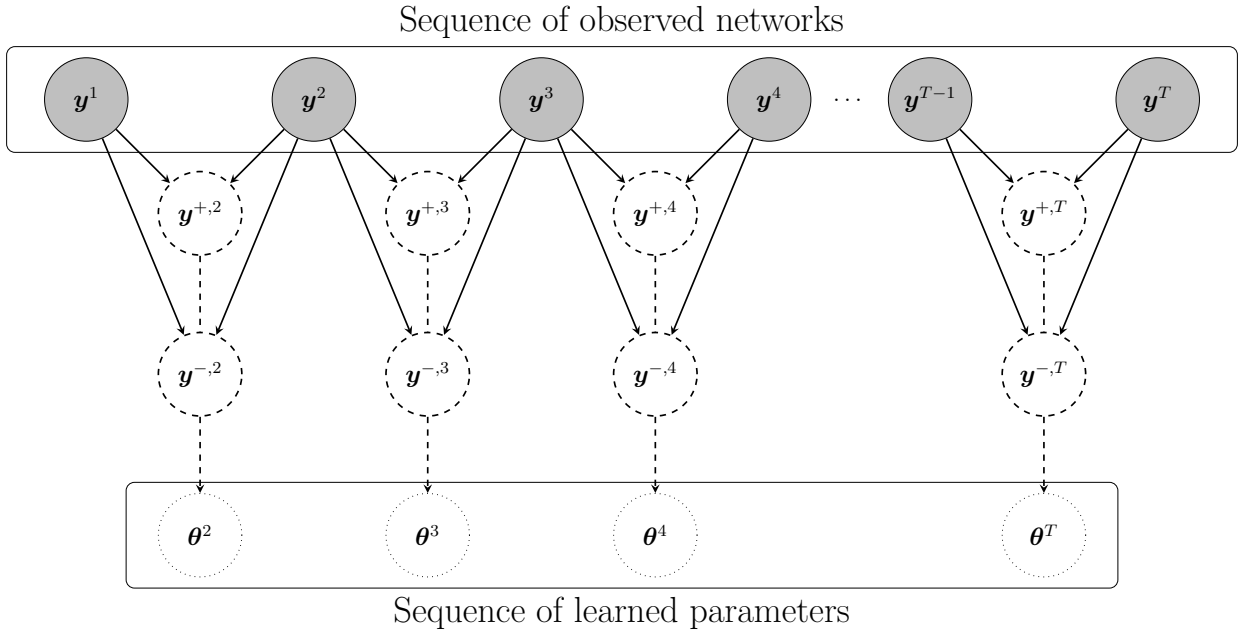 Sequence of observed networks
y^1 y^2 y^3 y^4 ⋯ y^{T−1} y^T
y^{+,2} y^{+,3} y^{+,4} y^{+,T}
y^{−,2} y^{−,3} y^{−,4} y^{−,T}
θ^2 θ^3 θ^4 θ^T
Sequence of learned parameters